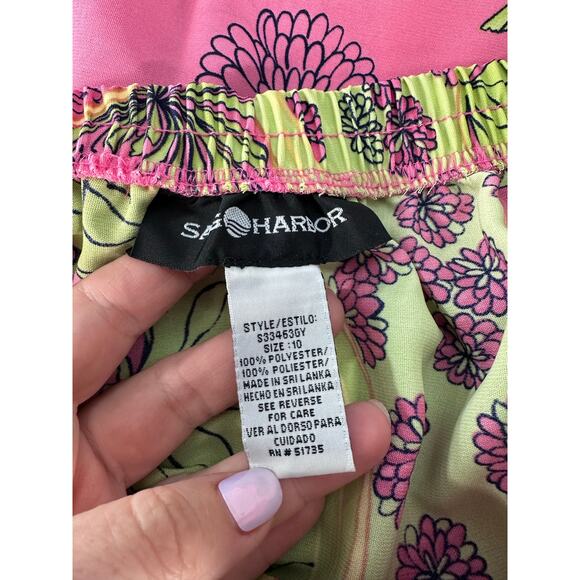 SAG HARBOR
STYLE/ESTILO:
S33463GY
SIZE:10
100% POLYESTER/
100% POLIESTER/
MADE IN SRI LANKA
HECHO EN SRI LANKA
SEE REVERSE
FOR CARE
VER AL DORSO PARA
CUIDADO
RN# 51735